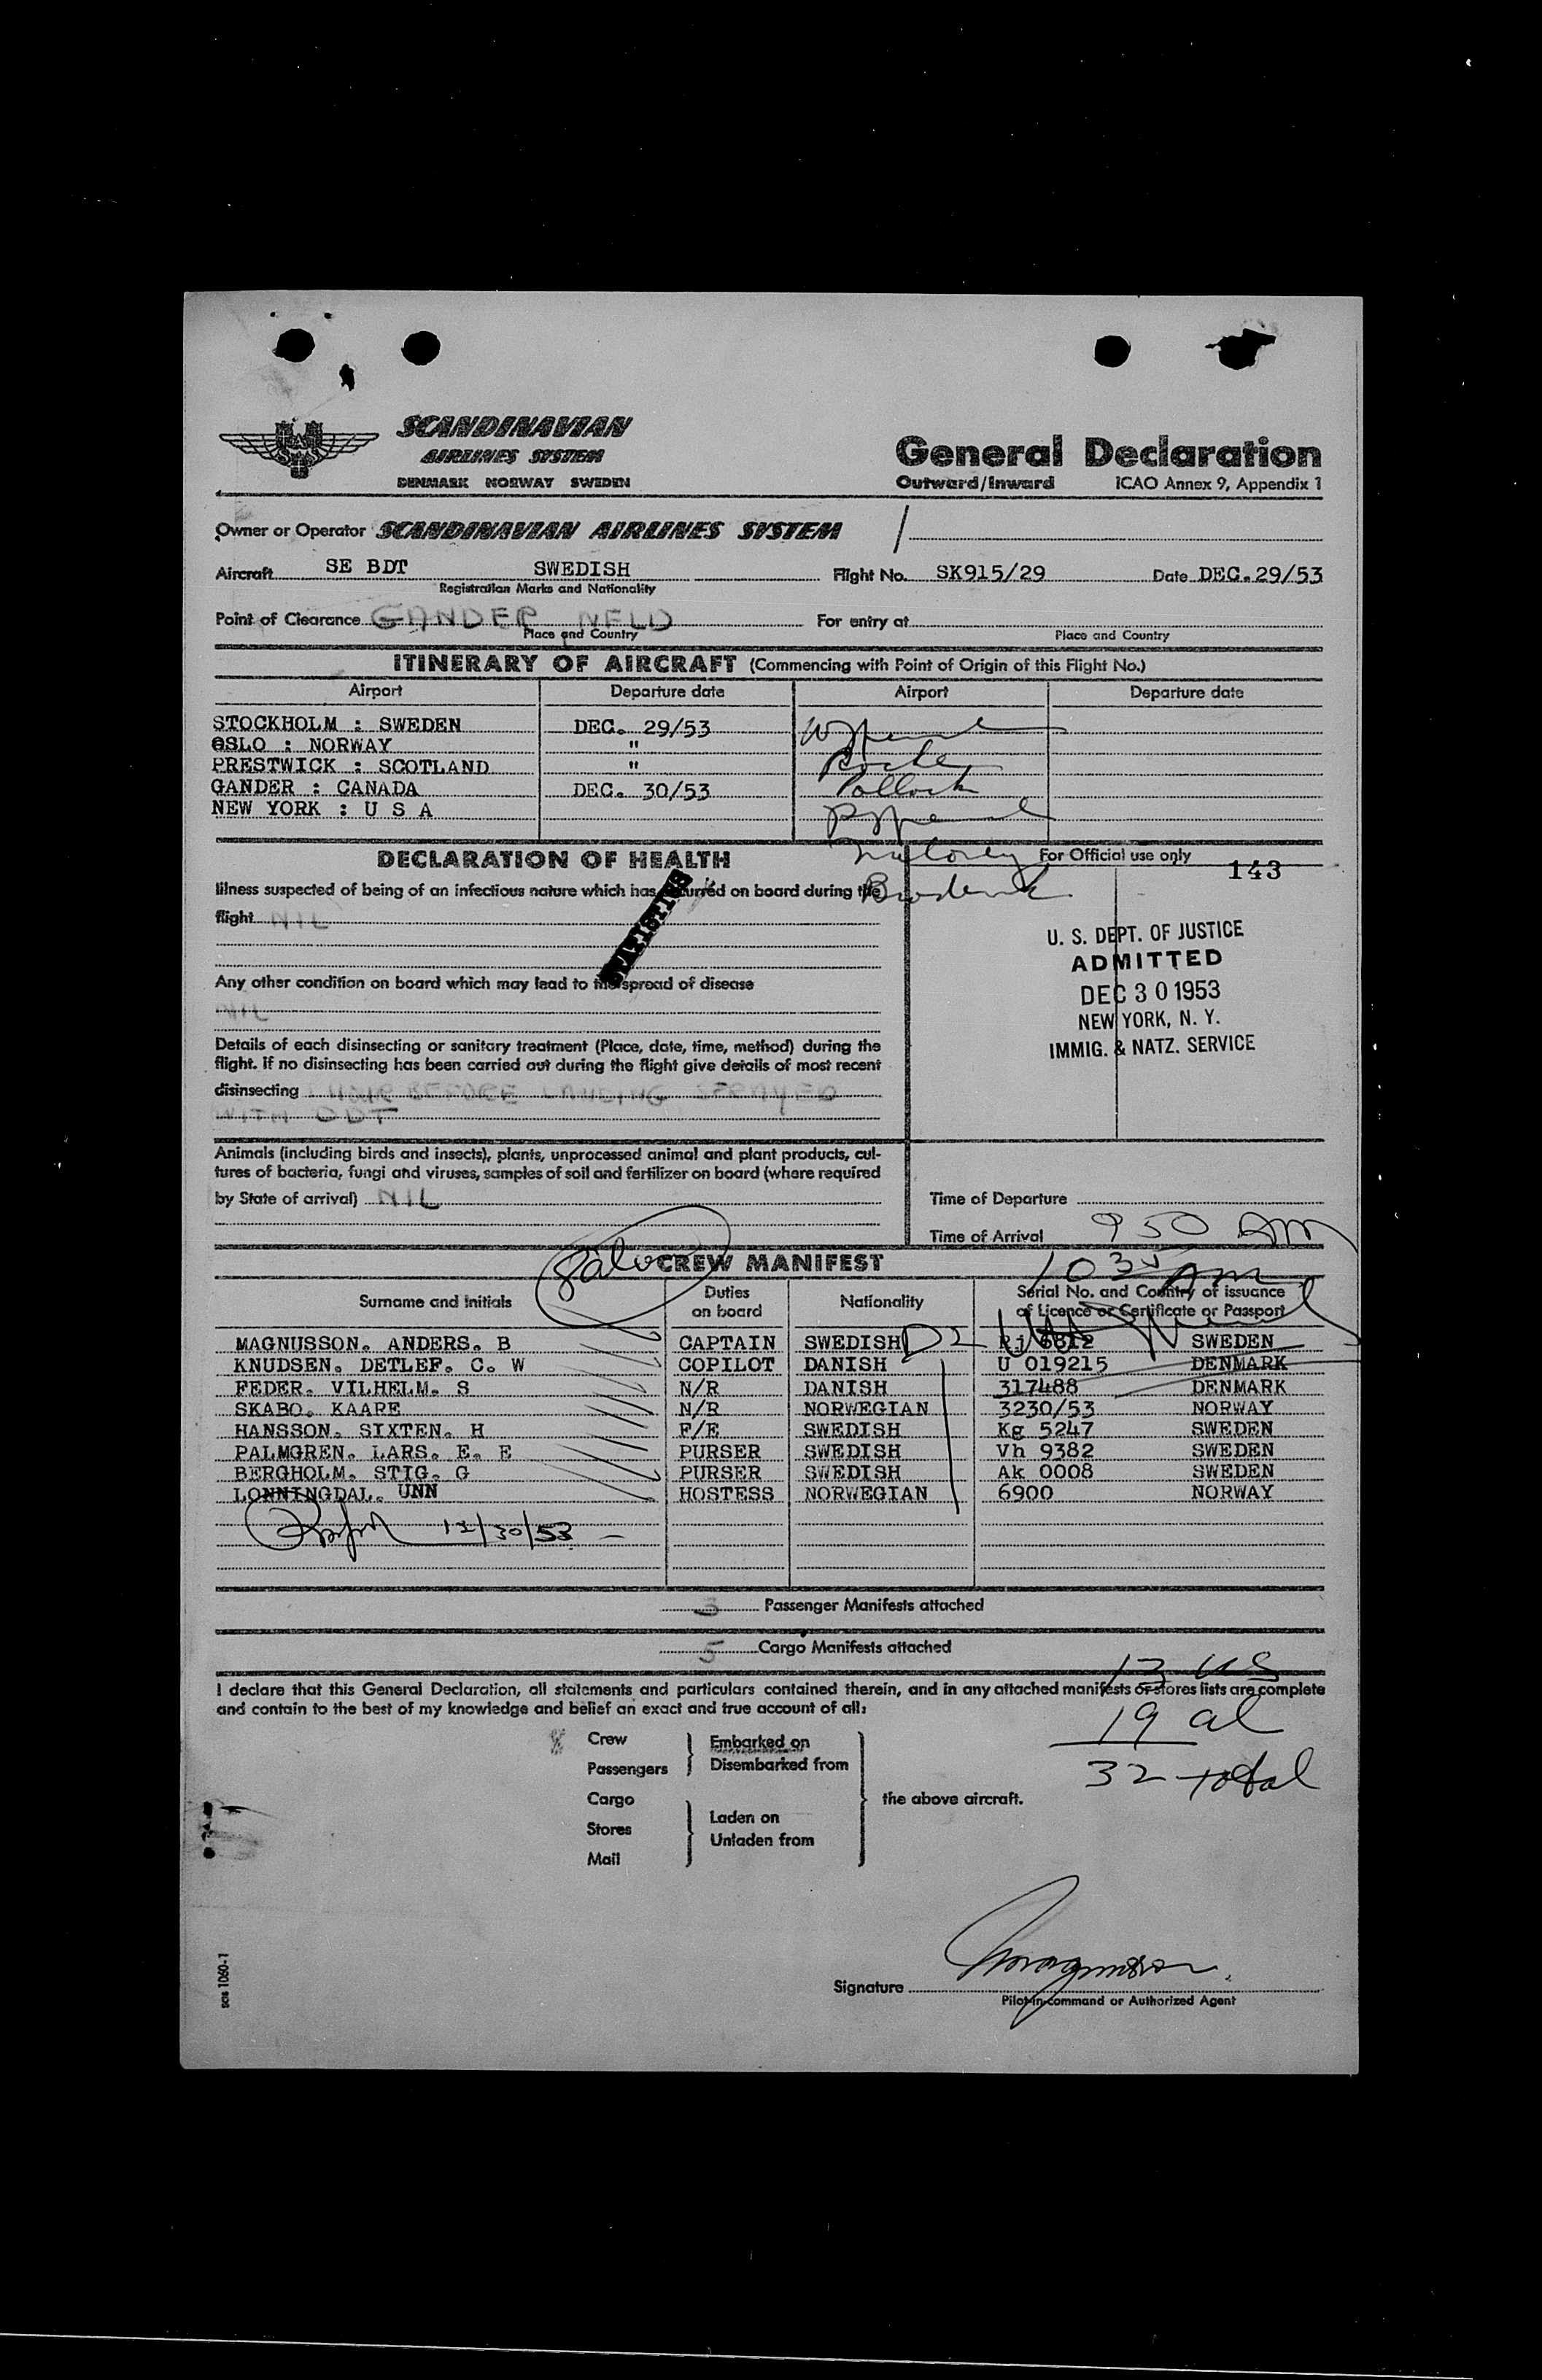 SCANDINAVIAN
AIRLINES SYSTEM
DENMARK NORWAY SWEDEN
General Declaration
Outward/Inward ICAO Annex 9, Appendix 1
Owner or Operator SCANDINAVIAN AIRLINES SYSTEM
Aircraft SE BDT SWEDISH Flight No. SK915/29 Date DEC. 29/53
Registration Marks and Nationality
Point of Clearance GANDER NFLD For entry at
Place and Country Place and Country
ITINERARY OF AIRCRAFT (Commencing with Point of Origin of this Flight No.)
Airport Departure date Airport Departure date
STOCKHOLM : SWEDEN DEC. 29/53
OSLO : NORWAY "
PRESTWICK : SCOTLAND "
GANDER : CANADA DEC. 30/53 Pollock
NEW YORK : U S A
DECLARATION OF HEALTH
For Official use only 143
Illness suspected of being of an infectious nature which has occurred on board during the
flight NIL
STATISTICS
Any other condition on board which may lead to the spread of disease
NIL
U. S. DEPT. OF JUSTICE
ADMITTED
DEC 30 1953
NEW YORK, N. Y.
IMMIG. & NATZ. SERVICE
Details of each disinsecting or sanitary treatment (Place, date, time, method) during the
flight. If no disinsecting has been carried out during the flight give details of most recent
disinsecting 1 HOUR BEFORE LANDING SPRAYED
WITH DDT
Animals (including birds and insects), plants, unprocessed animal and plant products, cul-
tures of bacteria, fungi and viruses, samples of soil and fertilizer on board (where required
by State of arrival) NIL
Time of Departure
Time of Arrival 950 AM
1035 AM
CREW MANIFEST
Surname and Initials Duties on board Nationality Serial No. and Country of issuance of Licence or Certificate or Passport
MAGNUSSON. ANDERS. B CAPTAIN SWEDISH D2 Rj 6812 SWEDEN
KNUDSEN. DETLEF. C. W COPILOT DANISH U 019215 DENMARK
FEDER. VILHELM. S N/R DANISH 317488 DENMARK
SKABO. KAARE N/R NORWEGIAN 3230/53 NORWAY
HANSSON. SIXTEN. H F/E SWEDISH Kg 5247 SWEDEN
PALMGREN. LARS. E. E PURSER SWEDISH Vh 9382 SWEDEN
BERGHOLM. STIG. G PURSER SWEDISH Ak 0008 SWEDEN
LONNINGDAL. UNN HOSTESS NORWEGIAN 6900 NORWAY
12/30/53
3 Passenger Manifests attached
5 Cargo Manifests attached
13 US
I declare that this General Declaration, all statements and particulars contained therein, and in any attached manifests or stores lists are complete
and contain to the best of my knowledge and belief an exact and true account of all:
19 al
32 total
Crew Embarked on
Passengers Disembarked from
Cargo the above aircraft.
Stores Laden on
Unladen from
Mail
Signature Magnusson
Pilot-in-command or Authorized Agent
scs 1060-1